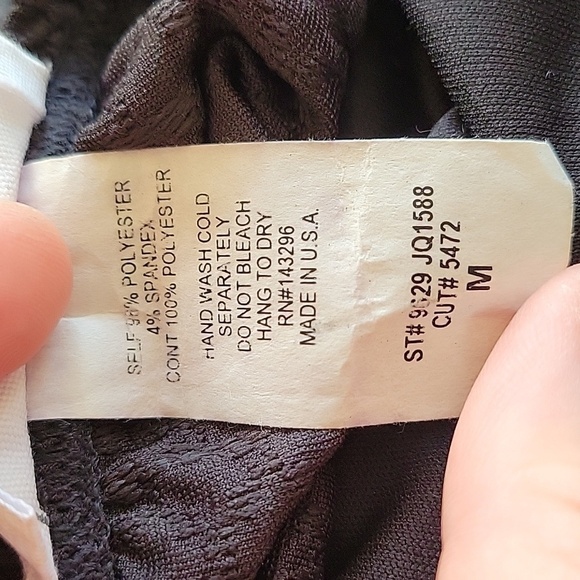 SELF 96% POLYESTER
4% SPANDEX
CONT 100% POLYESTER
HAND WASH COLD
SEPARATELY
DO NOT BLEACH
HANG TO DRY
RN#143296
MADE IN U.S.A.
ST# JQ1588
CUT# 5472
M